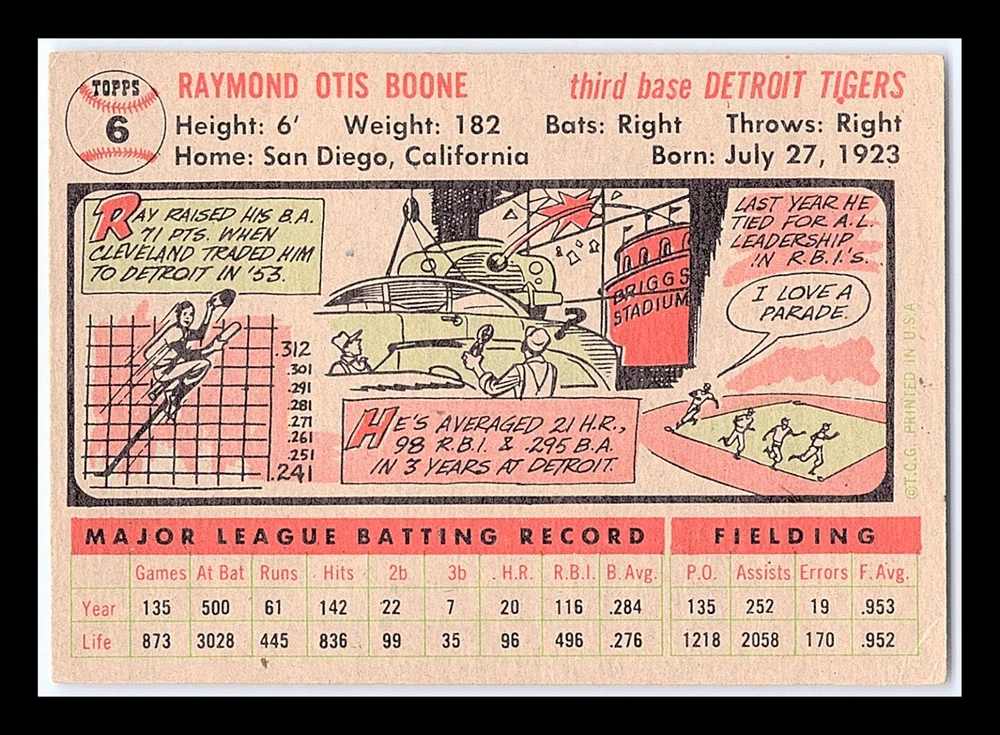 TOPPS
6
RAYMOND OTIS BOONE third base DETROIT TIGERS
Height: 6' Weight: 182 Bats: Right Throws: Right
Home: San Diego, California Born: July 27, 1923
RAY RAISED HIS B.A.
71 PTS. WHEN
CLEVELAND TRADED HIM
TO DETROIT IN '53.
.312
.301
.291
.281
.271
.261
.251
.241
BRIGGS
STADIUM
?
HE'S AVERAGED 21 H.R.,
98 R.B.I. & .295 B.A.
IN 3 YEARS AT DETROIT.
LAST YEAR HE
TIED FOR A.L.
LEADERSHIP
IN R.B.I.'s.
I LOVE A
PARADE.
©T.C.G. PRINTED IN U.S.A.
MAJOR LEAGUE BATTING RECORD FIELDING
Games At Bat Runs Hits 2b 3b H.R. R.B.I. B.Avg. P.O. Assists Errors F.Avg.
Year 135 500 61 142 22 7 20 116 .284 135 252 19 .953
Life 873 3028 445 836 99 35 96 496 .276 1218 2058 170 .952